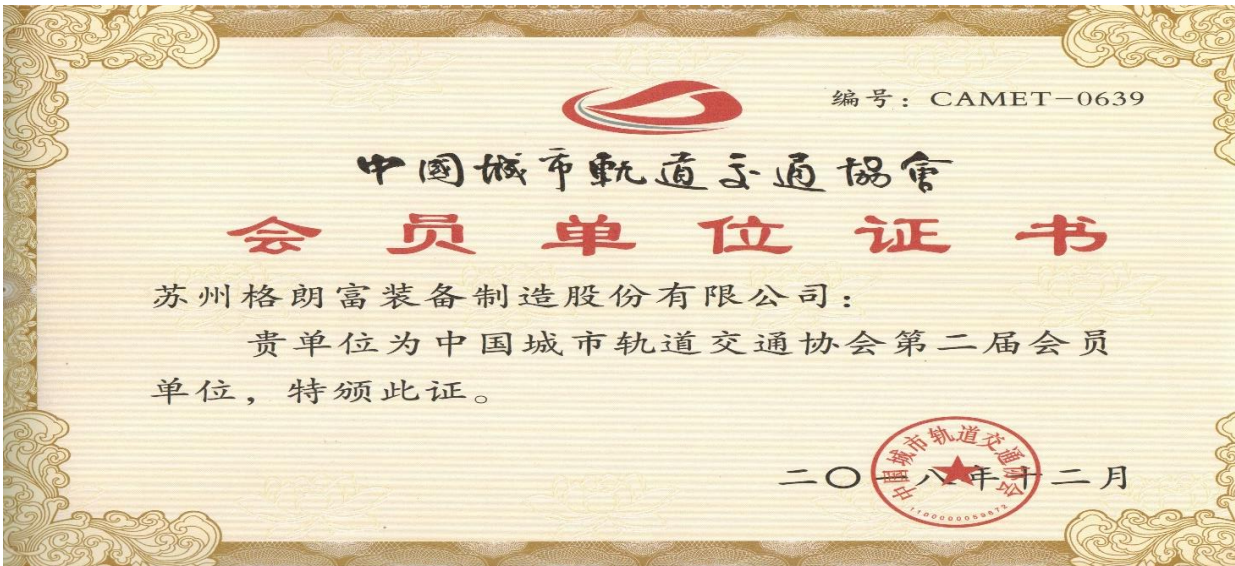 编号：CAMET-0639
中國城市軌道交通協會
会员单位证书
苏州格朗富装备制造股份有限公司：
贵单位为中国城市轨道交通协会第二届会员
单位，特颁此证。
二〇一八年十二月
中国城市轨道交通协会